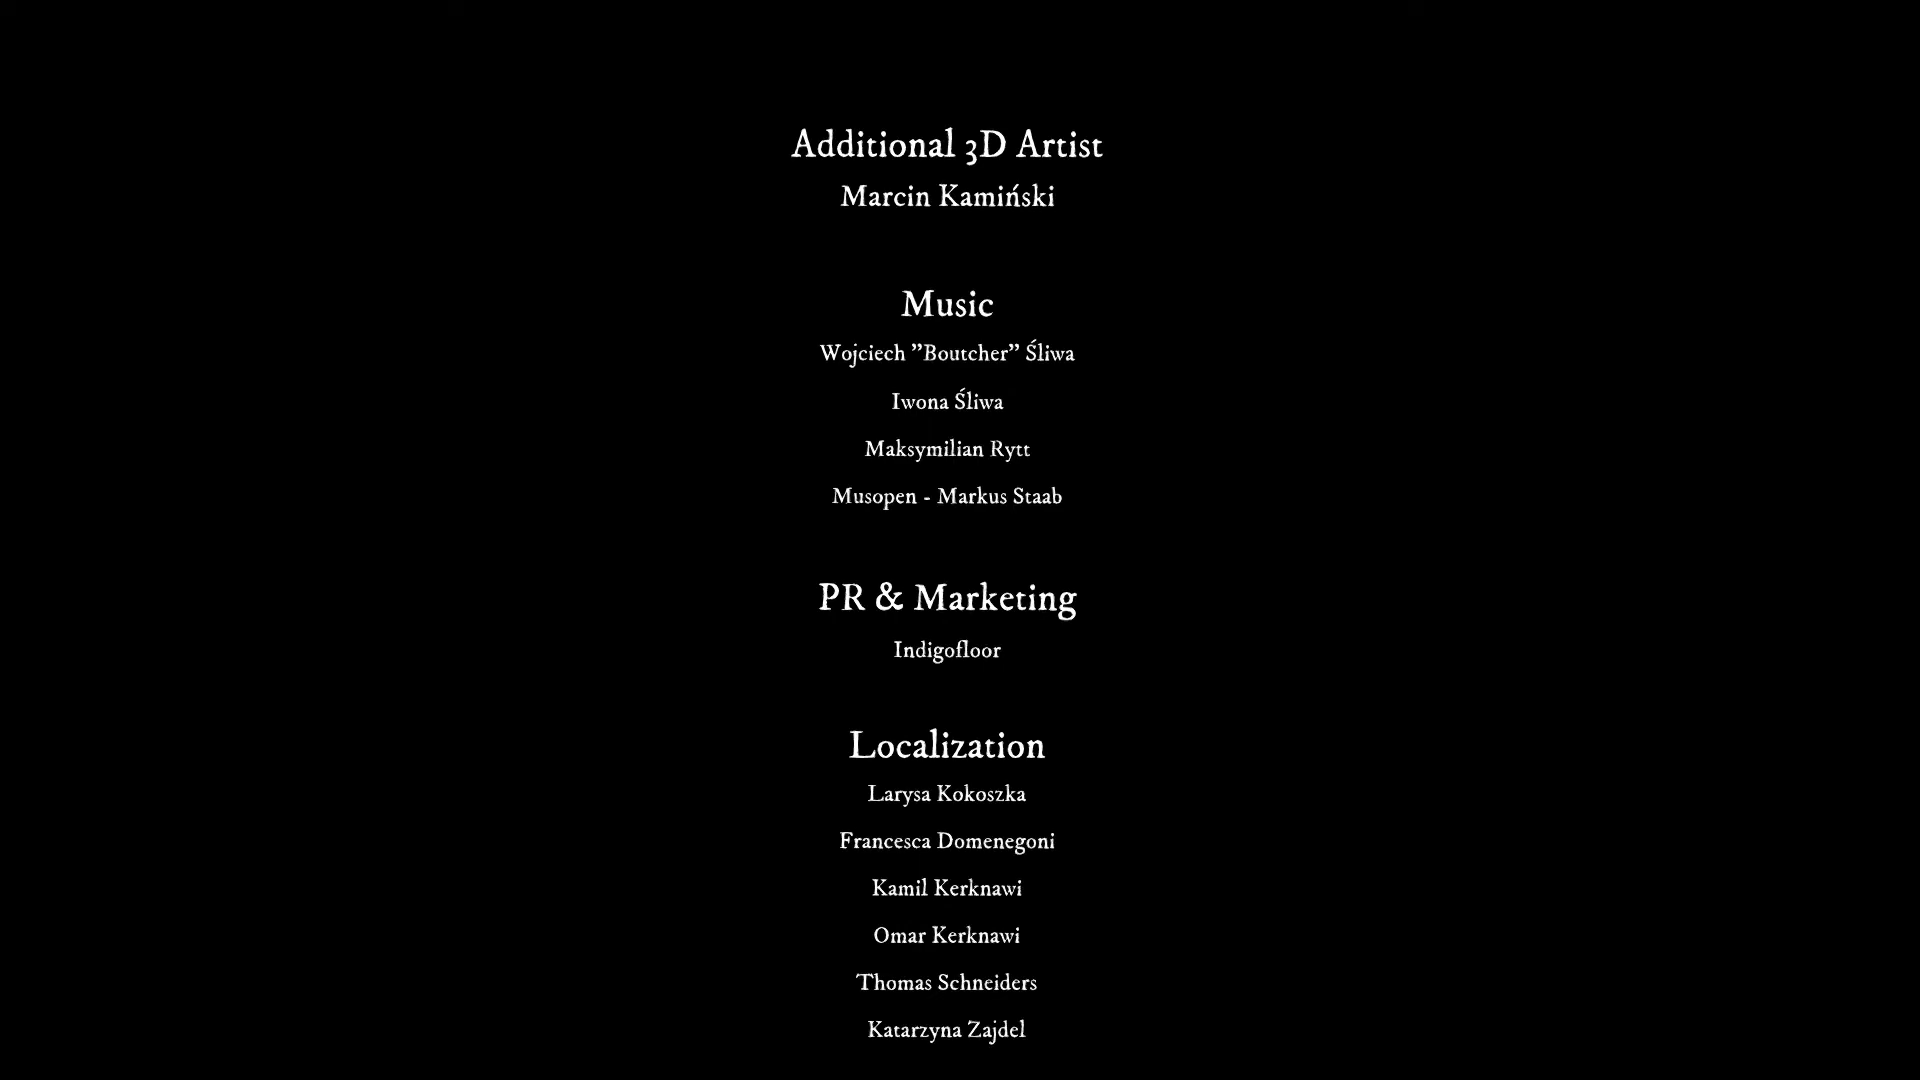 Additional 3D Artist
Marcin Kamiński
Music
Wojciech ”Boutcher” Śliwa
Iwona Śliwa
Maksymilian Rytt
Musopen - Markus Staab
PR & Marketing
Indigofloor
Localization
Larysa Kokoszka
Francesca Domenegoni
Kamil Kerknawi
Omar Kerknawi
Thomas Schneiders
Katarzyna Zajdel